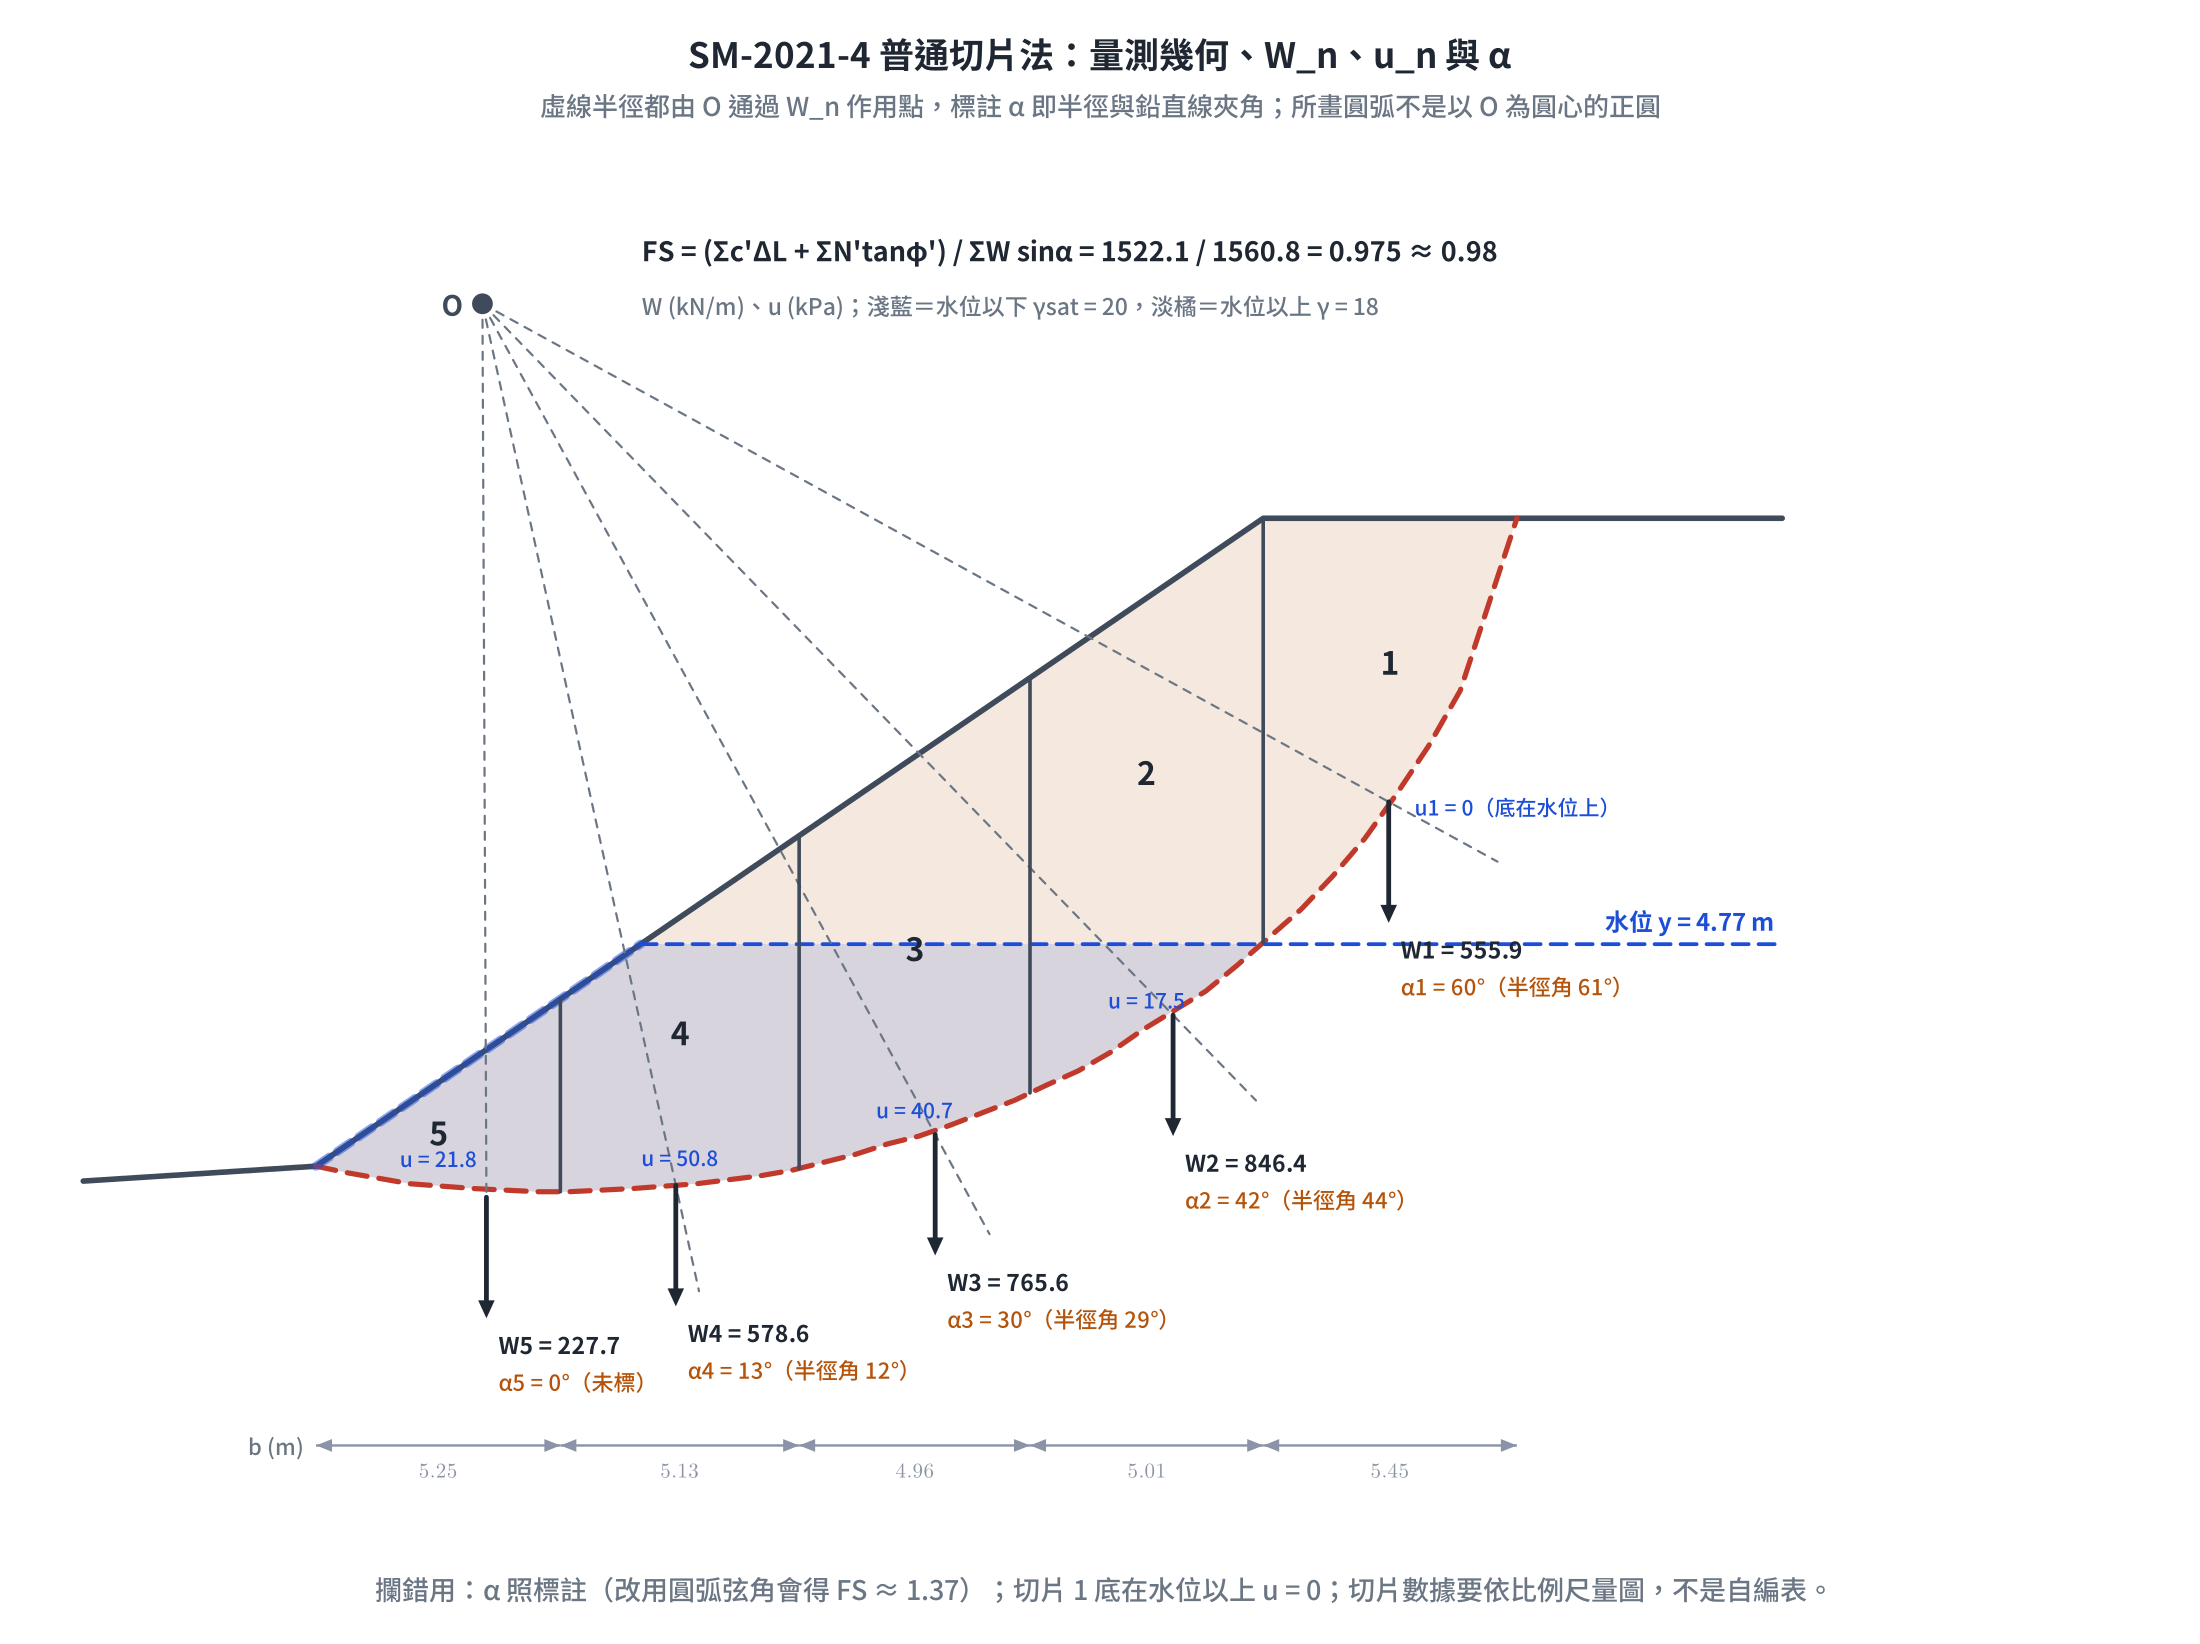 SM-2021-4 普通切片法：量測幾何、W_n、u_n 與 α
虛線半徑都由 O 通過 W_n 作用點，標註 α 即半徑與鉛直線夾角；所畫圓弧不是以 O 為圓心的正圓
FS = (Σc'ΔL + ΣN'tanφ') / ΣW sinα = 1522.1 / 1560.8 = 0.975 ≈ 0.98
O
W (kN/m)、u (kPa)；淺藍＝水位以下 γsat = 20，淡橘＝水位以上 γ = 18
1
2
u1 = 0（底在水位上）
水位 y = 4.77 m
3
W1 = 555.9
α1 = 60°（半徑角 61°）
u = 17.5
4
u = 40.7
5
u = 21.8
u = 50.8
W2 = 846.4
α2 = 42°（半徑角 44°）
W3 = 765.6
α3 = 30°（半徑角 29°）
W4 = 578.6
α4 = 13°（半徑角 12°）
W5 = 227.7
α5 = 0°（未標）
b (m)
5.25 5.13 4.96 5.01 5.45
攔錯用：α 照標註（改用圓弧弦角會得 FS ≈ 1.37）；切片 1 底在水位以上 u = 0；切片數據要依比例尺量圖，不是自編表。